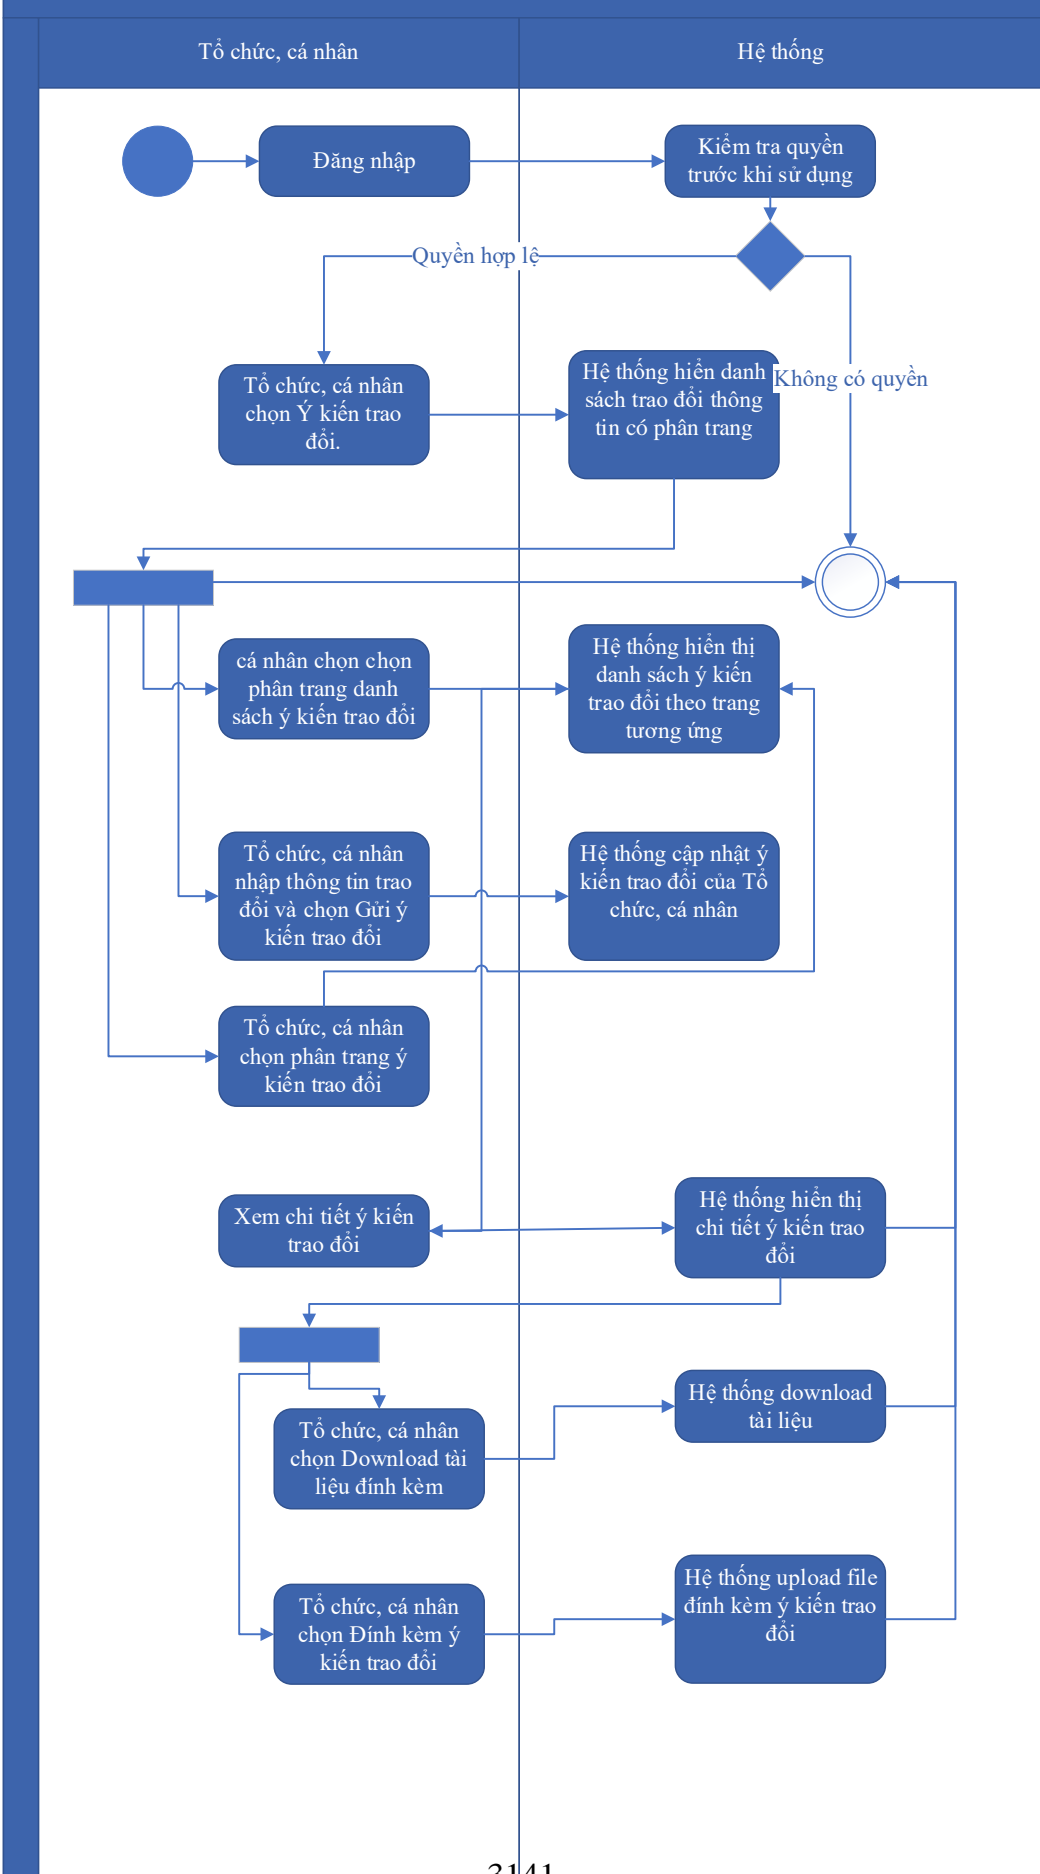 Tổ chức, cá nhân
Hệ thống
Đăng nhập
Kiểm tra quyền
trước khi sử dụng
Quyền hợp lệ
Không có quyền
Tổ chức, cá nhân
chọn Ý kiến trao
đổi.
Hệ thống hiển danh
sách trao đổi thông
tin có phân trang
cá nhân chọn chọn
phân trang danh
sách ý kiến trao đổi
Hệ thống hiển thị
danh sách ý kiến
trao đổi theo trang
tương ứng
Tổ chức, cá nhân
nhập thông tin trao
đổi và chọn Gửi ý
kiến trao đổi
Hệ thống cập nhật ý
kiến trao đổi của Tổ
chức, cá nhân
Tổ chức, cá nhân
chọn phân trang ý
kiến trao đổi
Xem chi tiết ý kiến
trao đổi
Hệ thống hiển thị
chi tiết ý kiến trao
đổi
Tổ chức, cá nhân
chọn Download tài
liệu đính kèm
Hệ thống download
tài liệu
Tổ chức, cá nhân
chọn Đính kèm ý
kiến trao đổi
Hệ thống upload file
đính kèm ý kiến trao
đổi
3141